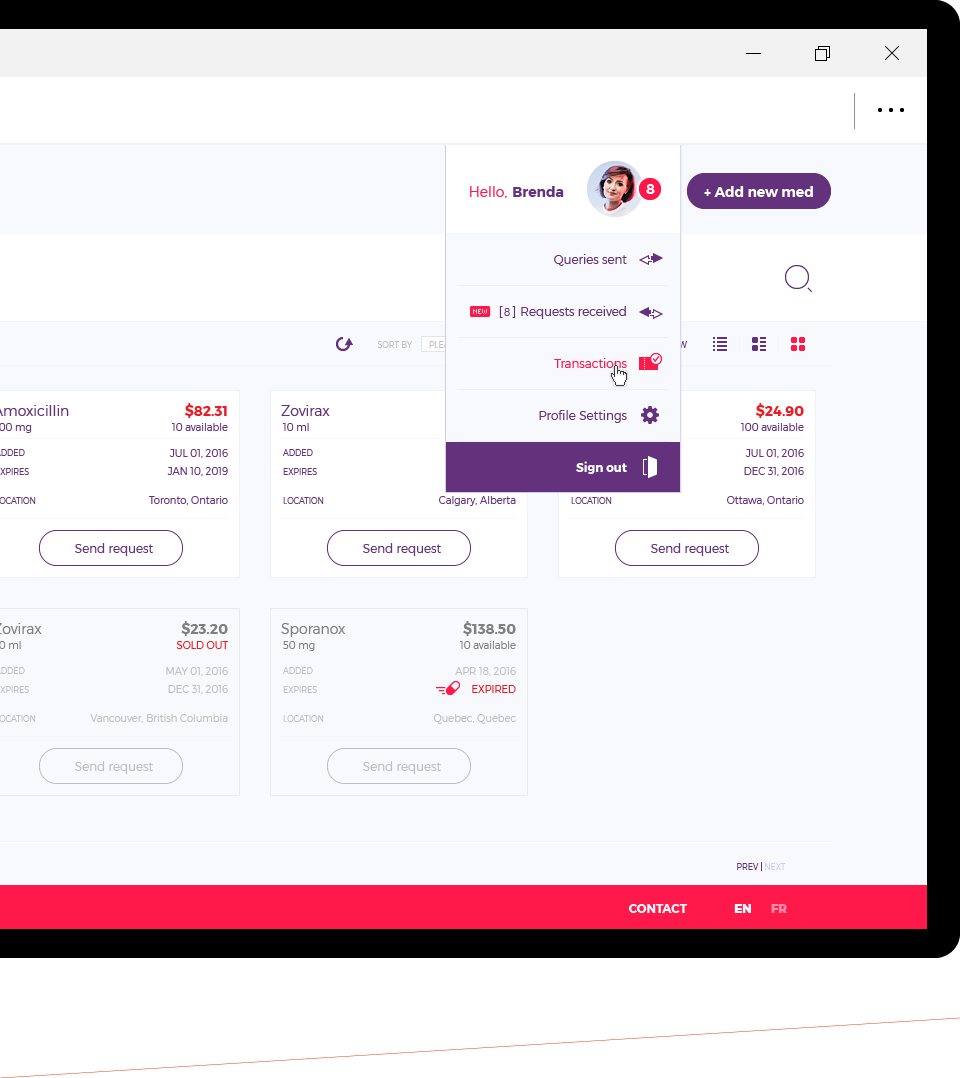 Hello, Brenda 8
+ Add new med
Queries sent
NEW [8] Requests received
SORT BY
Transactions
Profile Settings
Sign out
Amoxicillin $82.31
10 available
ADDED JUL 01, 2016
EXPIRES JAN 10, 2019
LOCATION Toronto, Ontario
Send request
Zovirax
10 ml
ADDED
EXPIRES
LOCATION Calgary, Alberta
Send request
$24.90
100 available
JUL 01, 2016
DEC 31, 2016
LOCATION Ottawa, Ontario
Send request
Zovirax $23.20
ml SOLD OUT
ADDED MAY 01, 2016
EXPIRES DEC 31, 2016
LOCATION Vancouver, British Columbia
Send request
Sporanox $138.50
50 mg 10 available
ADDED APR 18, 2016
EXPIRES EXPIRED
LOCATION Quebec, Quebec
Send request
PREV | NEXT
CONTACT EN FR